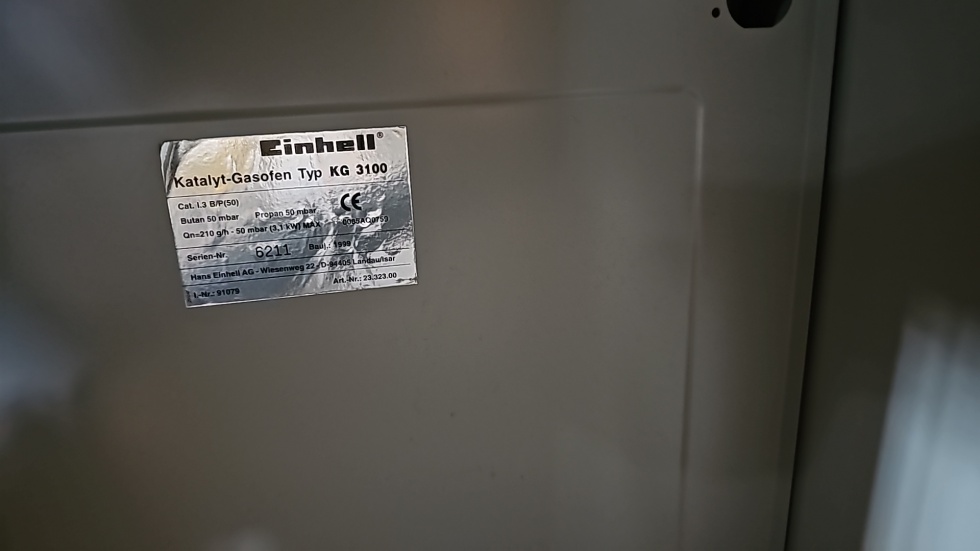 Einhell®
Katalyt-Gasofen Typ KG 3100
Cat. I.3 B/P(50)
Butan 50 mbar Propan 50 mbar CE
Qn=210 g/h - 50 mbar (3,1 kW) MAX 0085AQ0759
Serien-Nr. 6211 Bauj.: 1999
Hans Einhell AG - Wiesenweg 22 - D-94405 Landau/Isar
I.-Nr.: 91079 Art.-Nr.: 23.323.00